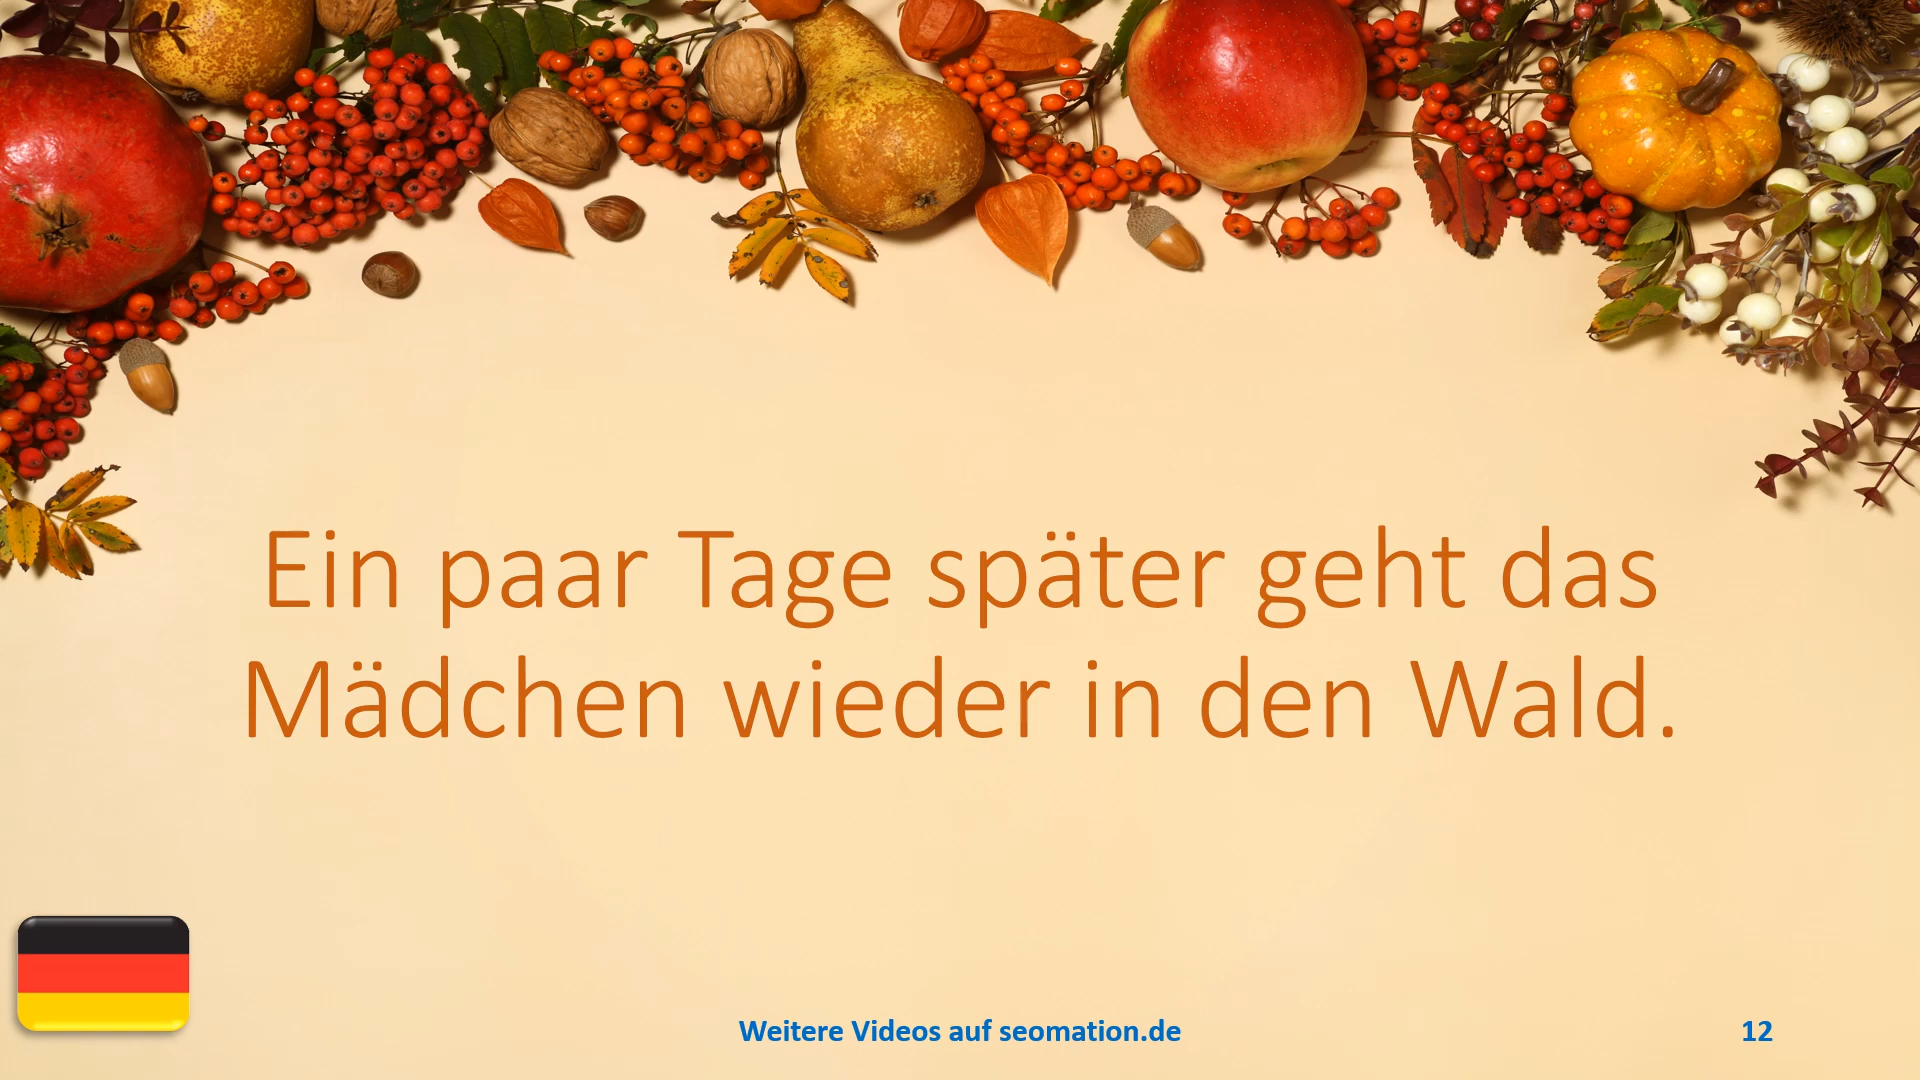 Ein paar Tage später geht das
Mädchen wieder in den Wald.
Weitere Videos auf seomation.de
12